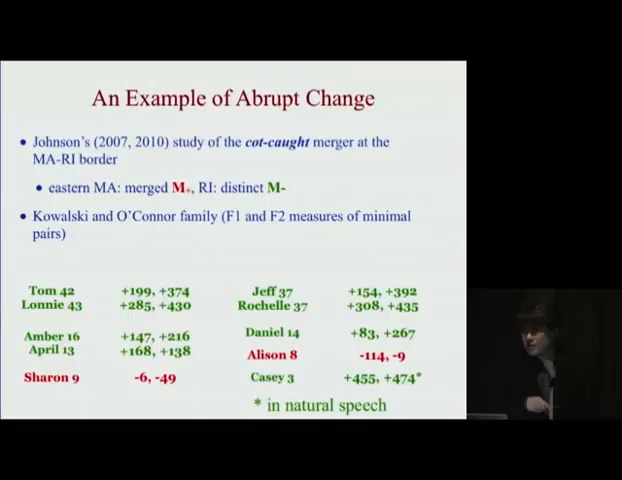 An Example of Abrupt Change
• Johnson's (2007, 2010) study of the cot-caught merger at the
MA-RI border
• eastern MA: merged M+, RI: distinct M-
• Kowalski and O'Connor family (F1 and F2 measures of minimal
pairs)
Tom 42 +199, +374 Jeff 37 +154, +392
Lonnie 43 +285, +430 Rochelle 37 +308, +435
Amber 16 +147, +216 Daniel 14 +83, +267
April 13 +168, +138 Alison 8 -114, -9
Sharon 9 -6, -49 Casey 3 +455, +474*
* in natural speech